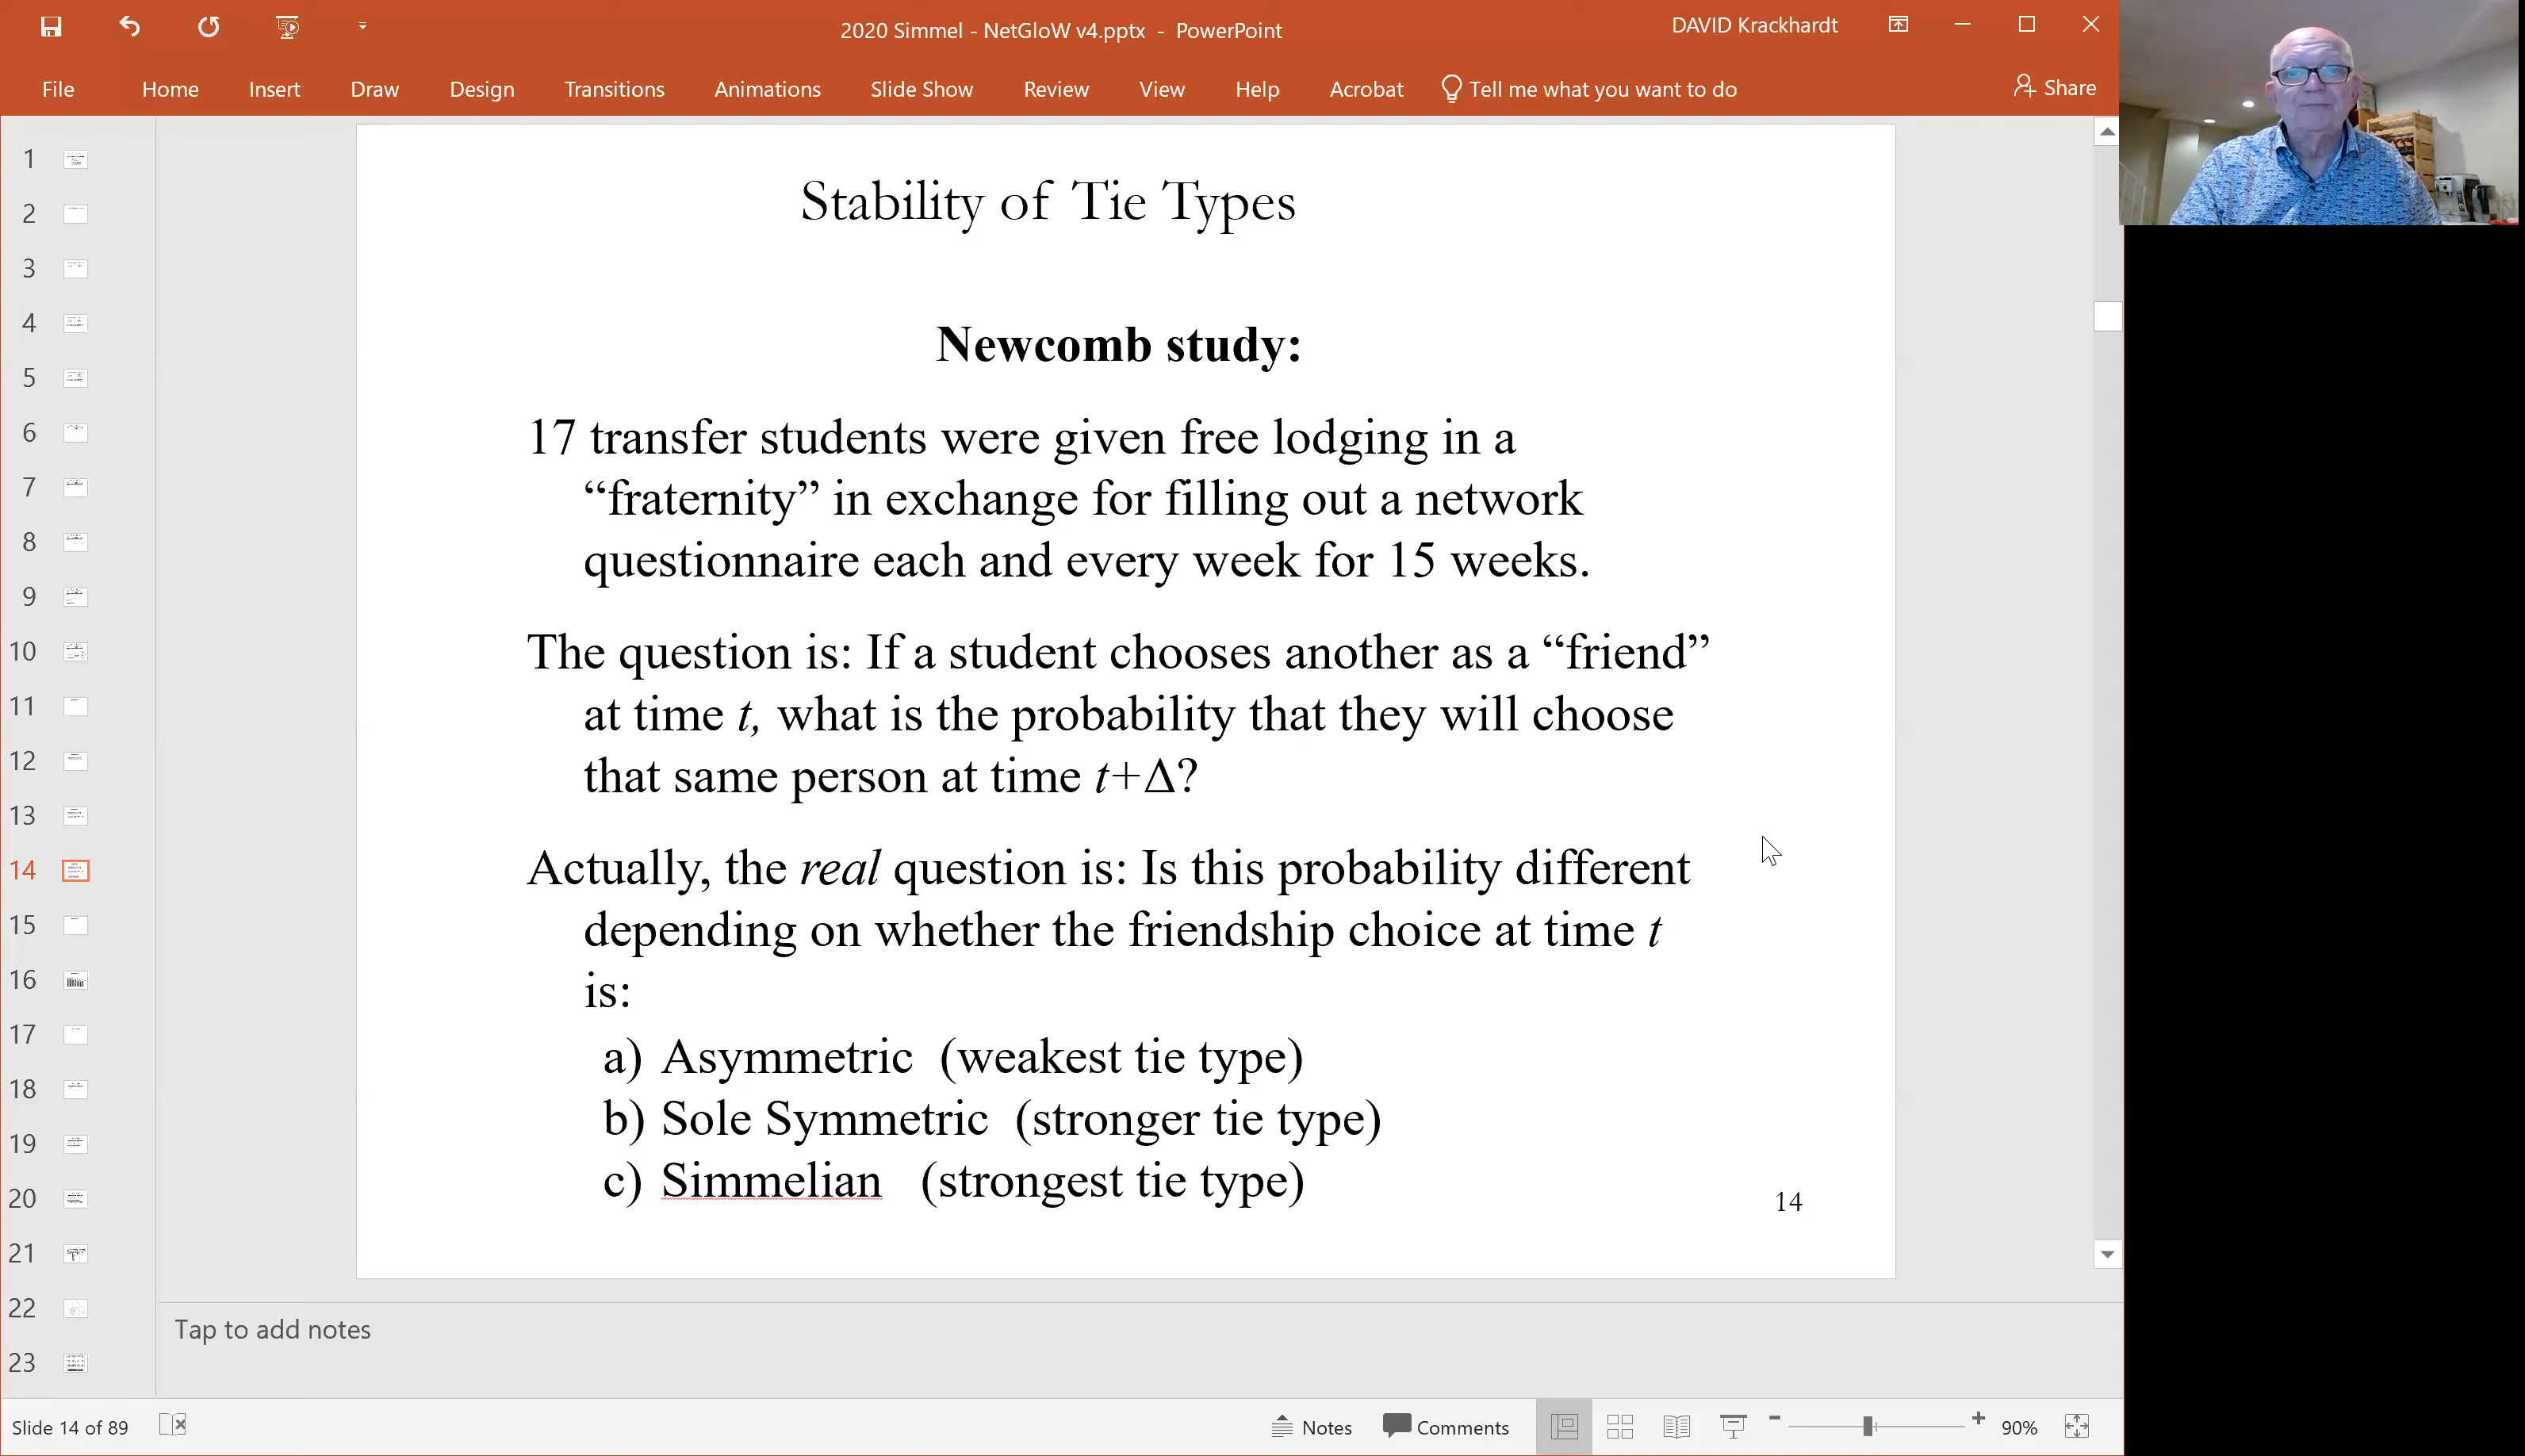 2020 Simmel - NetGloW v4.pptx - PowerPoint
DAVID Krackhardt
File Home Insert Draw Design Transitions Animations Slide Show Review View Help Acrobat Tell me what you want to do Share
1
2
3
4
5
6
7
8
9
10
11
12
13
14
15
16
17
18
19
20
21
22
23
Stability of Tie Types
Newcomb study:
17 transfer students were given free lodging in a
“fraternity” in exchange for filling out a network
questionnaire each and every week for 15 weeks.
The question is: If a student chooses another as a “friend”
at time t, what is the probability that they will choose
that same person at time t+Δ?
Actually, the real question is: Is this probability different
depending on whether the friendship choice at time t
is:
a) Asymmetric (weakest tie type)
b) Sole Symmetric (stronger tie type)
c) Simmelian (strongest tie type)
14
Tap to add notes
Slide 14 of 89 Notes Comments 90%